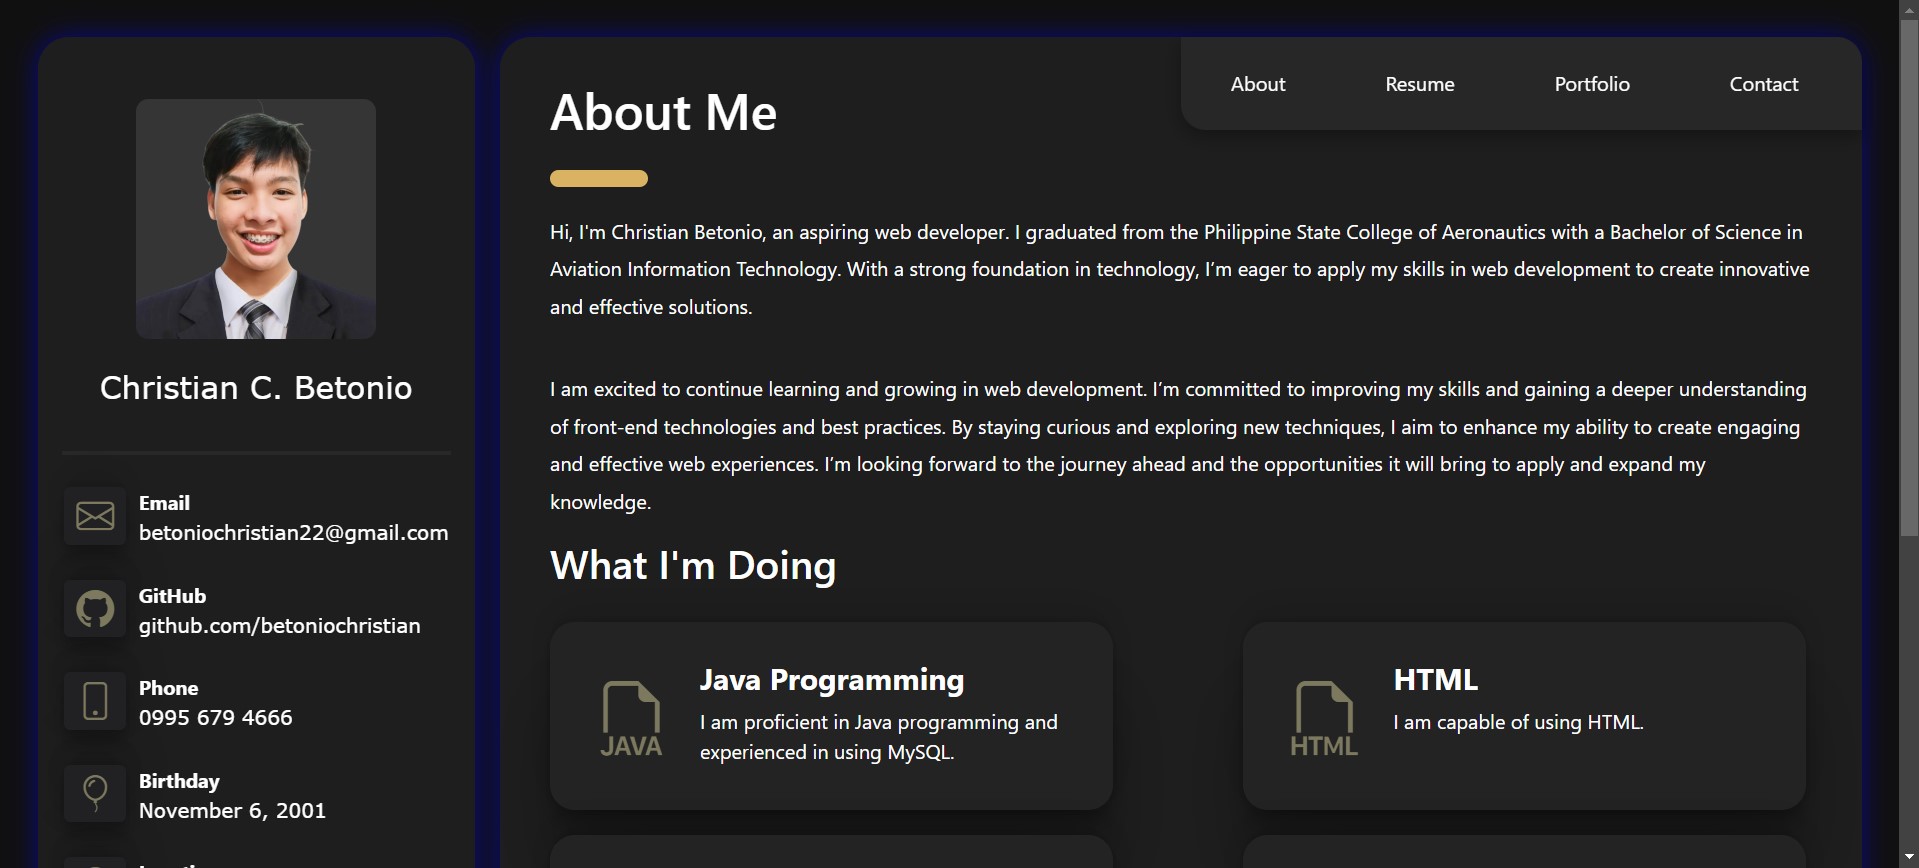 About
Resume
Portfolio
Contact
About Me
Hi, I'm Christian Betonio, an aspiring web developer. I graduated from the Philippine State College of Aeronautics with a Bachelor of Science in
Aviation Information Technology. With a strong foundation in technology, I’m eager to apply my skills in web development to create innovative
and effective solutions.
I am excited to continue learning and growing in web development. I’m committed to improving my skills and gaining a deeper understanding
of front-end technologies and best practices. By staying curious and exploring new techniques, I aim to enhance my ability to create engaging
and effective web experiences. I’m looking forward to the journey ahead and the opportunities it will bring to apply and expand my
knowledge.
What I'm Doing
JAVA
Java Programming
I am proficient in Java programming and
experienced in using MySQL.
HTML
HTML
I am capable of using HTML.
Christian C. Betonio
Email
betoniochristian22@gmail.com
GitHub
github.com/betoniochristian
Phone
0995 679 4666
Birthday
November 6, 2001